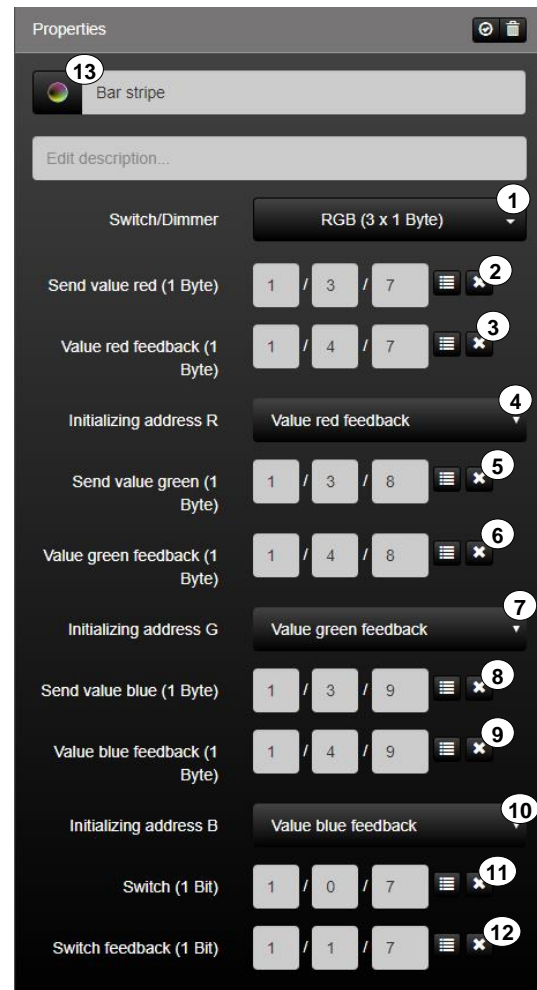 Properties
13
Bar stripe
Edit description...
1
Switch/Dimmer RGB (3 x 1 Byte)
2
Send value red (1 Byte) 1 / 3 / 7
3
Value red feedback (1 1 / 4 / 7
Byte)
4
Initializing address R Value red feedback
5
Send value green (1 1 / 3 / 8
Byte)
6
Value green feedback (1 1 / 4 / 8
Byte)
7
Initializing address G Value green feedback
8
Send value blue (1 Byte) 1 / 3 / 9
9
Value blue feedback (1 1 / 4 / 9
Byte)
10
Initializing address B Value blue feedback
11
Switch (1 Bit) 1 / 0 / 7
12
Switch feedback (1 Bit) 1 / 1 / 7